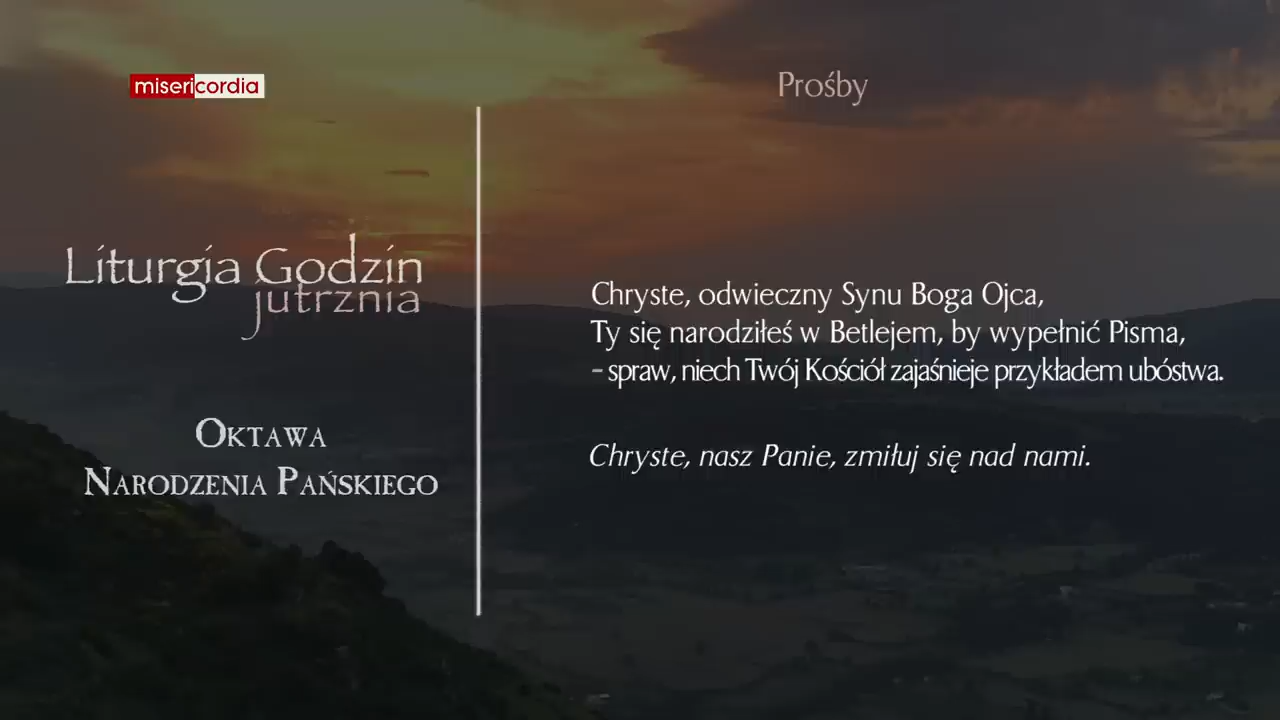 misericordia
Prośby
Liturgia Godzin
jutrznia
Oktawa
Narodzenia Pańskiego
Chryste, odwieczny Synu Boga Ojca,
Ty się narodziłeś w Betlejem, by wypełnić Pisma,
- spraw, niech Twój Kościół zajaśnieje przykładem ubóstwa.
Chryste, nasz Panie, zmiłuj się nad nami.